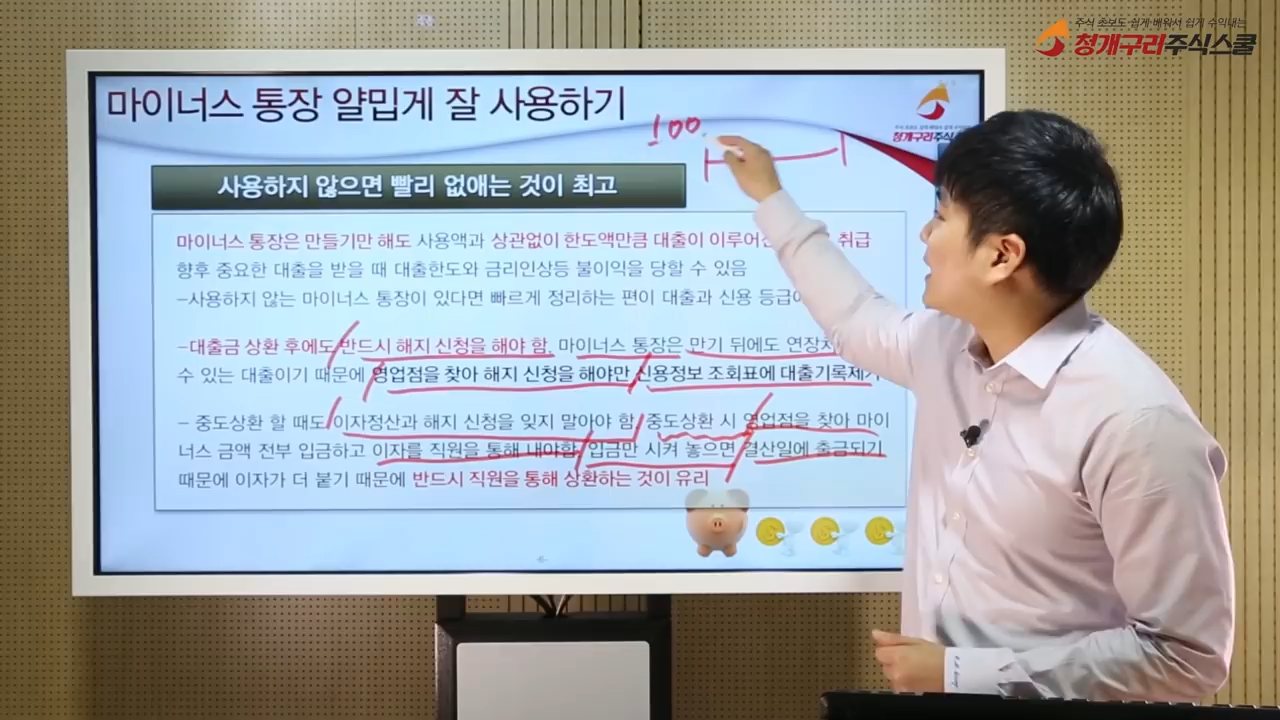 주식 초보도 쉽게 배워서 쉽게 수익내는
청개구리주식스쿨
마이너스 통장 얄밉게 잘 사용하기
100
청개구리주식스
사용하지 않으면 빨리 없애는 것이 최고
마이너스 통장은 만들기만 해도 사용액과 상관없이 한도액만큼 대출이 취급
향후 중요한 대출을 받을 때 대출한도와 금리인상등 불이익을 당할 수 있음
-사용하지 않는 마이너스 통장이 있다면 빠르게 정리하는 편이 대출과 신용
-대출금 상환 후에도 반드시 해지 신청을 해야 함. 마이너스 통장은 만기 뒤에도
수 있는 대출이기 때문에 영업점을 찾아 해지 신청을 해야만 신용정보 조회표에
- 중도상환 할 때도 이자정산과 해지 신청을 잊지 말아야 함 중도상환 시 영업점을 찾아 마이
너스 금액 전부 입금하고 이자를 직원을 통해 내야함, 입금만 시켜 놓으면 결산일에 출금되기
때문에 이자가 더 붙기 때문에 반드시 직원을 통해 상환하는 것이 유리